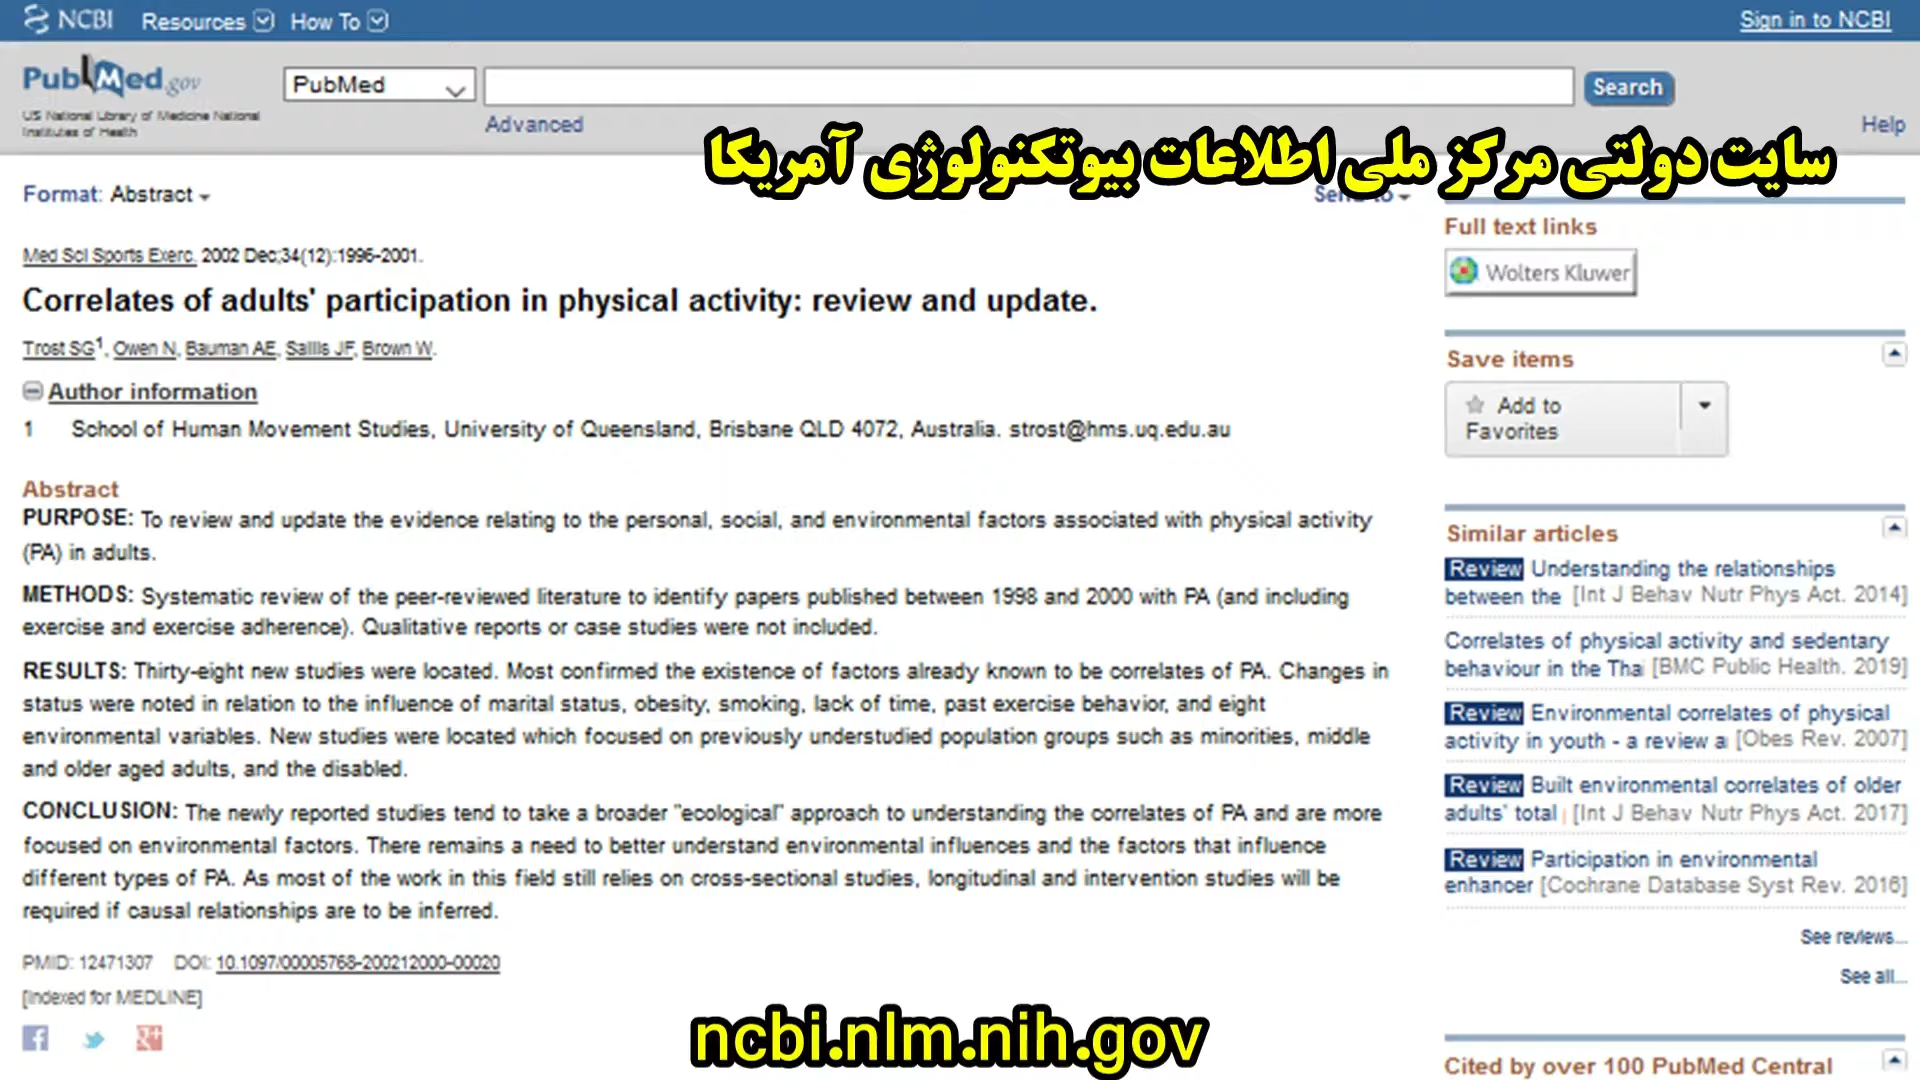 NCBI Resources How To Sign in to NCBI
PubMed.gov
US National Library of Medicine National
Institutes of Health
PubMed
Search
Advanced
Help
سایت دولتی مرکز ملی اطلاعات بیوتکنولوژی آمریکا
Format: Abstract
Send to
Med Sci Sports Exerc. 2002 Dec;34(12):1996-2001.
Correlates of adults' participation in physical activity: review and update.
Trost SG1, Owen N, Bauman AE, Sallis JF, Brown W.
Author information
1 School of Human Movement Studies, University of Queensland, Brisbane QLD 4072, Australia. strost@hms.uq.edu.au
Abstract
PURPOSE: To review and update the evidence relating to the personal, social, and environmental factors associated with physical activity
(PA) in adults.
METHODS: Systematic review of the peer-reviewed literature to identify papers published between 1998 and 2000 with PA (and including
exercise and exercise adherence). Qualitative reports or case studies were not included.
RESULTS: Thirty-eight new studies were located. Most confirmed the existence of factors already known to be correlates of PA. Changes in
status were noted in relation to the influence of marital status, obesity, smoking, lack of time, past exercise behavior, and eight
environmental variables. New studies were located which focused on previously understudied population groups such as minorities, middle
and older aged adults, and the disabled.
CONCLUSION: The newly reported studies tend to take a broader "ecological" approach to understanding the correlates of PA and are more
focused on environmental factors. There remains a need to better understand environmental influences and the factors that influence
different types of PA. As most of the work in this field still relies on cross-sectional studies, longitudinal and intervention studies will be
required if causal relationships are to be inferred.
PMID: 12471307 DOI: 10.1097/00005768-200212000-00020
[Indexed for MEDLINE]
ncbi.nlm.nih.gov
Full text links
Wolters Kluwer
Save items
Add to
Favorites
Similar articles
Review Understanding the relationships
between the [Int J Behav Nutr Phys Act. 2014]
Correlates of physical activity and sedentary
behaviour in the Thai [BMC Public Health. 2019]
Review Environmental correlates of physical
activity in youth - a review a [Obes Rev. 2007]
Review Built environmental correlates of older
adults' total [Int J Behav Nutr Phys Act. 2017]
Review Participation in environmental
enhancer [Cochrane Database Syst Rev. 2016]
See reviews...
See all...
Cited by over 100 PubMed Central